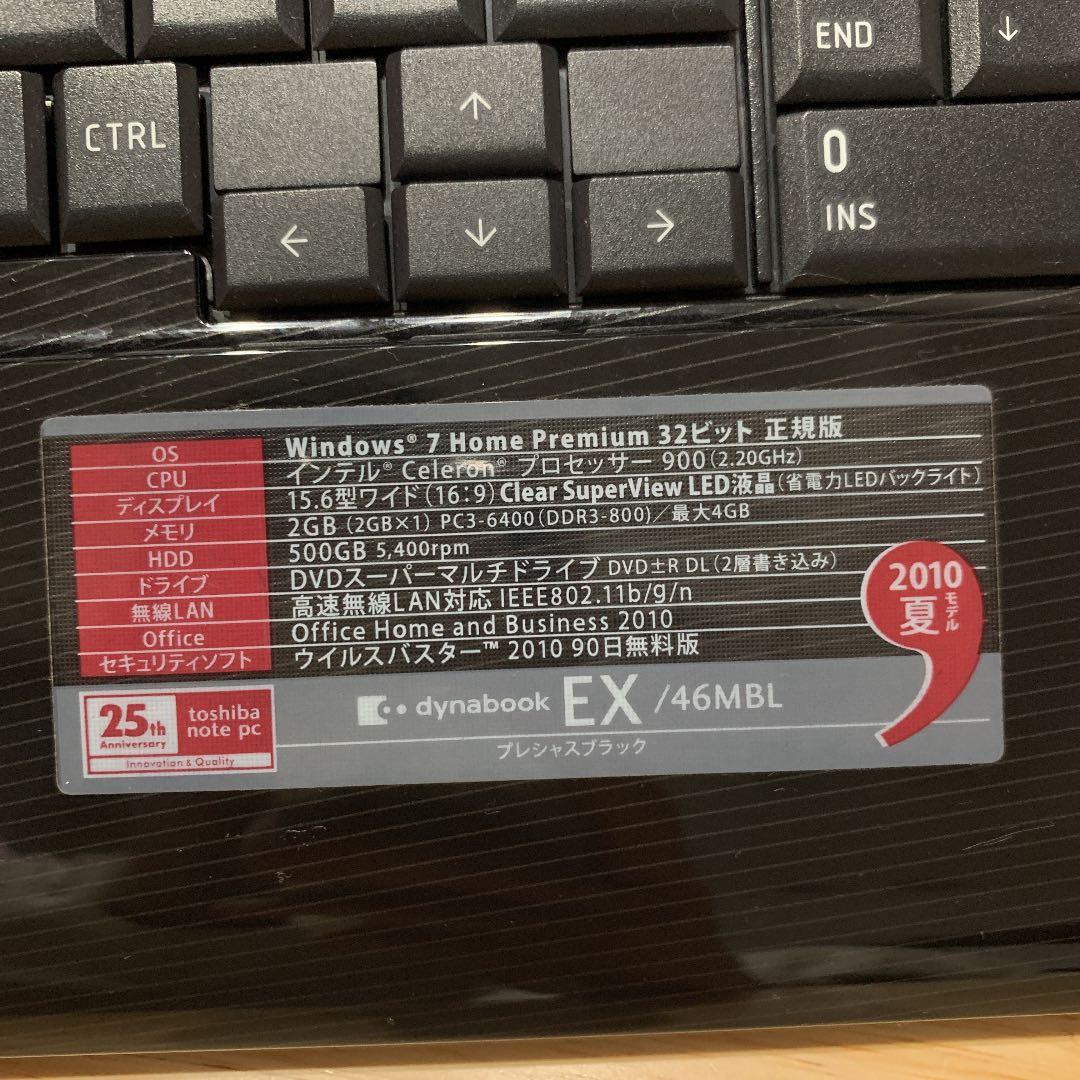 END
↓
CTRL
↑
0
INS
←
↓
→
OS Windows® 7 Home Premium 32ビット 正規版
CPU インテル® Celeron® プロセッサー 900(2.20GHz)
ディスプレイ 15.6型ワイド(16:9)Clear SuperView LED液晶(省電力LEDバックライト)
メモリ 2GB (2GB×1) PC3-6400(DDR3-800)/最大4GB
HDD 500GB 5,400rpm
ドライブ DVDスーパーマルチドライブ DVD±R DL(2層書き込み)
無線LAN 高速無線LAN対応 IEEE802.11b/g/n
Office Office Home and Business 2010
セキュリティソフト ウイルスバスター™ 2010 90日無料版
2010
夏
モデル
25th
Anniversary
toshiba
note pc
Innovation & Quality
dynabook EX /46MBL
プレシャスブラック